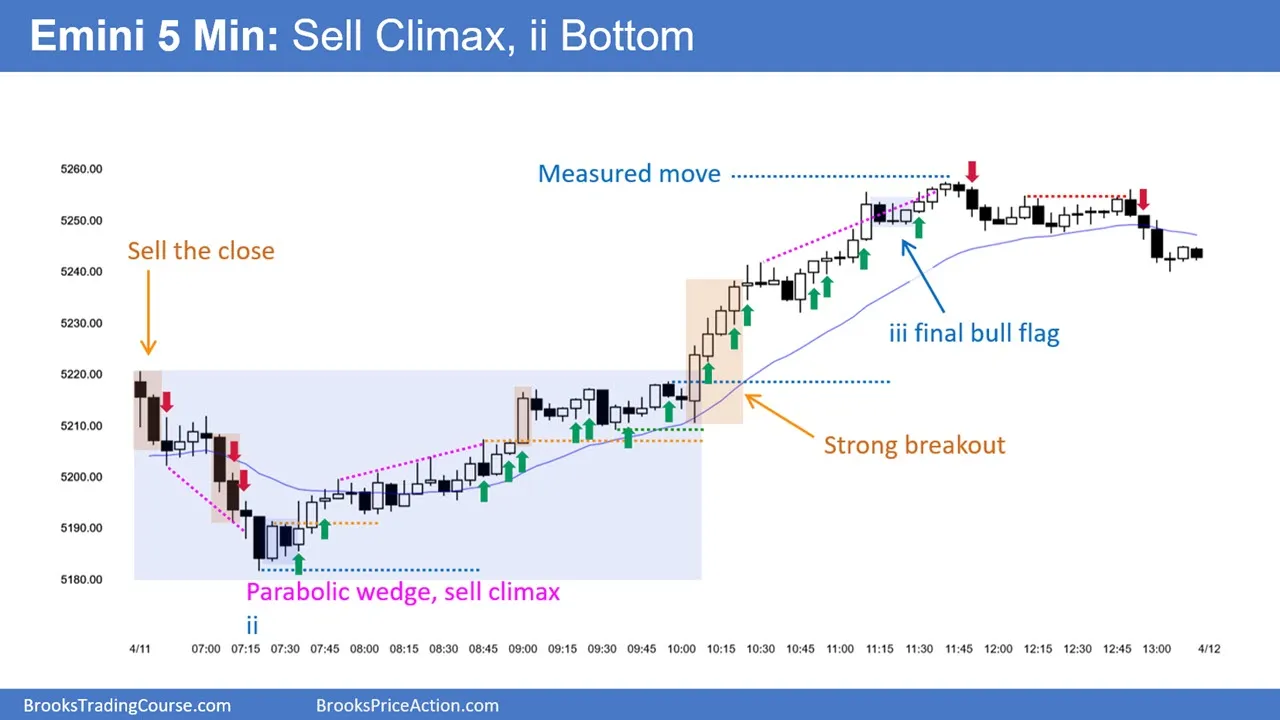 Emini 5 Min: Sell Climax, ii Bottom
5260.00
5250.00
5240.00
5230.00
5220.00
5210.00
5200.00
5190.00
5180.00
Measured move
Sell the close
iii final bull flag
Strong breakout
Parabolic wedge, sell climax
ii
4/11 07:00 07:15 07:30 07:45 08:00 08:15 08:30 08:45 09:00 09:15 09:30 09:45 10:00 10:15 10:30 10:45 11:00 11:15 11:30 11:45 12:00 12:15 12:30 12:45 13:00 4/12
BrooksTradingCourse.com BrooksPriceAction.com